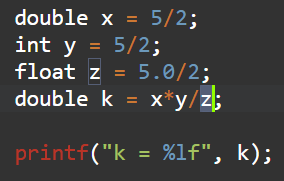 double x = 5/2;
int y = 5/2;
float z = 5.0/2;
double k = x*y/z;
printf("k = %lf", k);